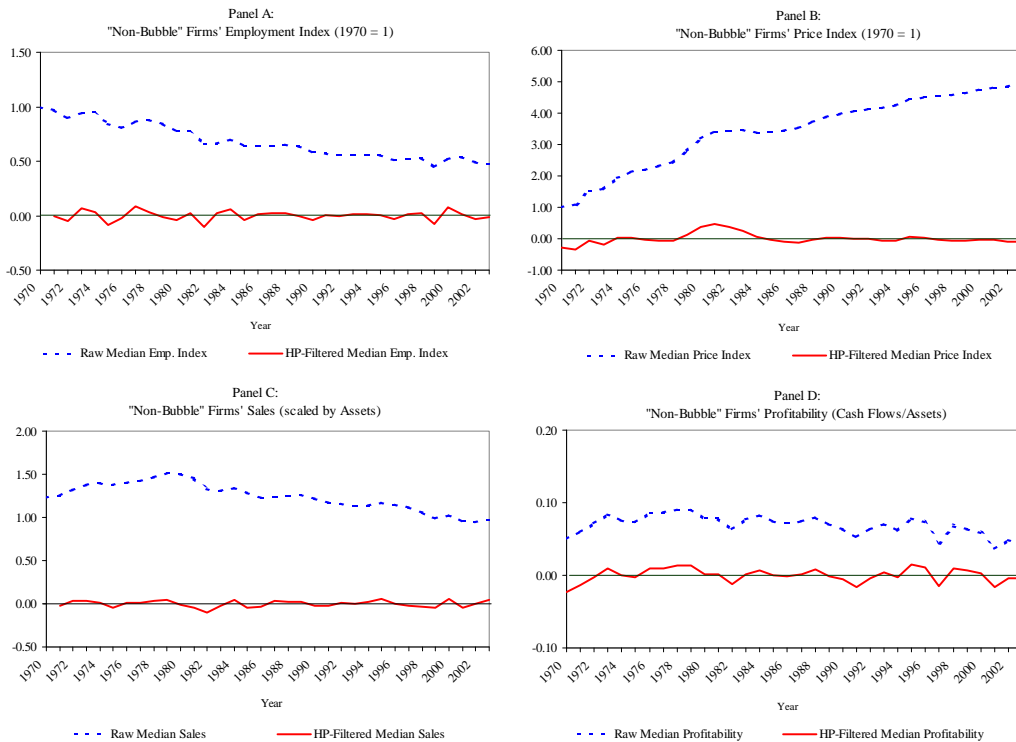 Panel A:
"Non-Bubble" Firms' Employment Index (1970 = 1)
1.50
1.00
0.50
0.00
-0.50
1970 1972 1974 1976 1978 1980 1982 1984 1986 1988 1990 1992 1994 1996 1998 2000 2002
Year
Raw Median Emp. Index HP-Filtered Median Emp. Index
Panel B:
"Non-Bubble" Firms' Price Index (1970 = 1)
6.00
5.00
4.00
3.00
2.00
1.00
0.00
-1.00
1970 1972 1974 1976 1978 1980 1982 1984 1986 1988 1990 1992 1994 1996 1998 2000 2002
Year
Raw Median Price Index HP-Filtered Median Price Index
Panel C:
"Non-Bubble" Firms' Sales (scaled by Assets)
2.00
1.50
1.00
0.50
0.00
-0.50
1970 1972 1974 1976 1978 1980 1982 1984 1986 1988 1990 1992 1994 1996 1998 2000 2002
Year
Raw Median Sales HP-Filtered Median Sales
Panel D:
"Non-Bubble" Firms' Profitability (Cash Flows/Assets)
0.20
0.10
0.00
-0.10
1970 1972 1974 1976 1978 1980 1982 1984 1986 1988 1990 1992 1994 1996 1998 2000 2002
Year
Raw Median Profitability HP-Filtered Median Profitability